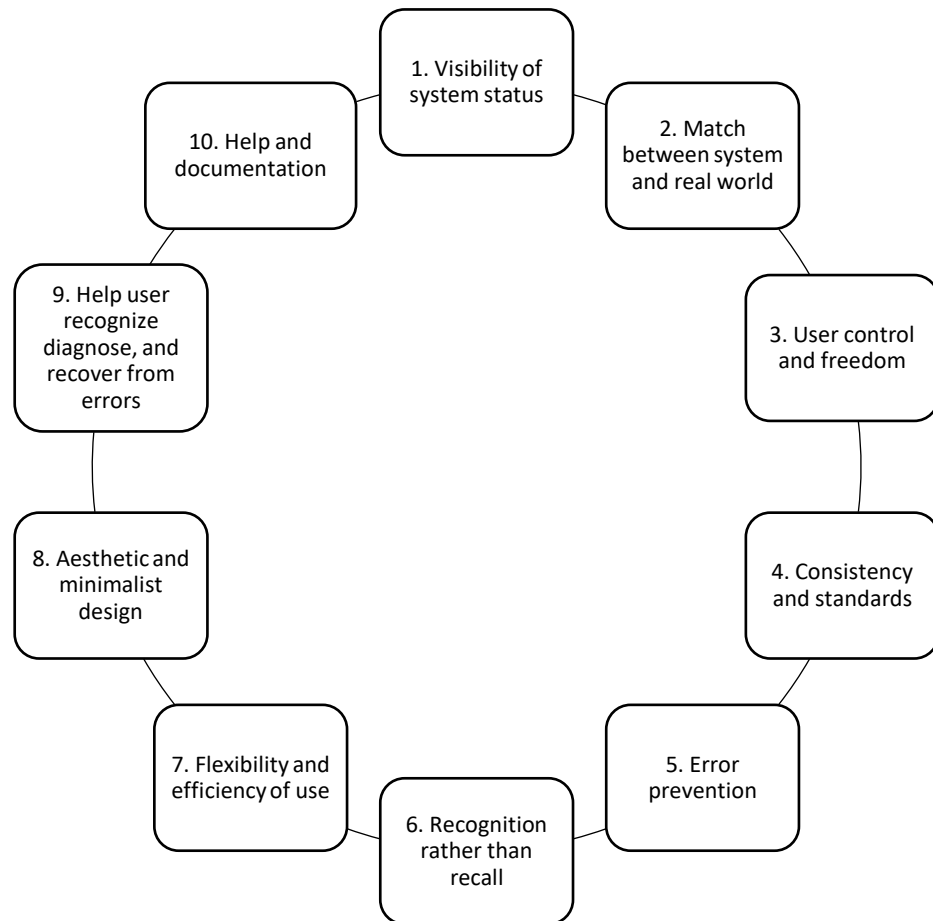 1. Visibility of
system status
2. Match
between system
and real world
3. User control
and freedom
4. Consistency
and standards
5. Error
prevention
6. Recognition
rather than
recall
7. Flexibility and
efficiency of use
8. Aesthetic and
minimalist
design
9. Help user
recognize
diagnose, and
recover from
errors
10. Help and
documentation